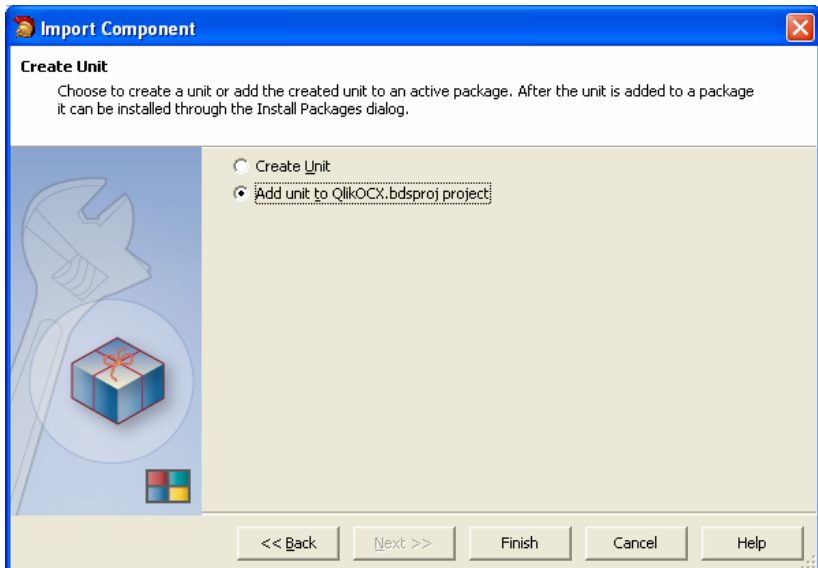 Import Component
Create Unit
Choose to create a unit or add the created unit to an active package. After the unit is added to a package
it can be installed through the Install Packages dialog.
Create Unit
Add unit to QlikOCX.bdsproj project
<< Back
Next >>
Finish
Cancel
Help